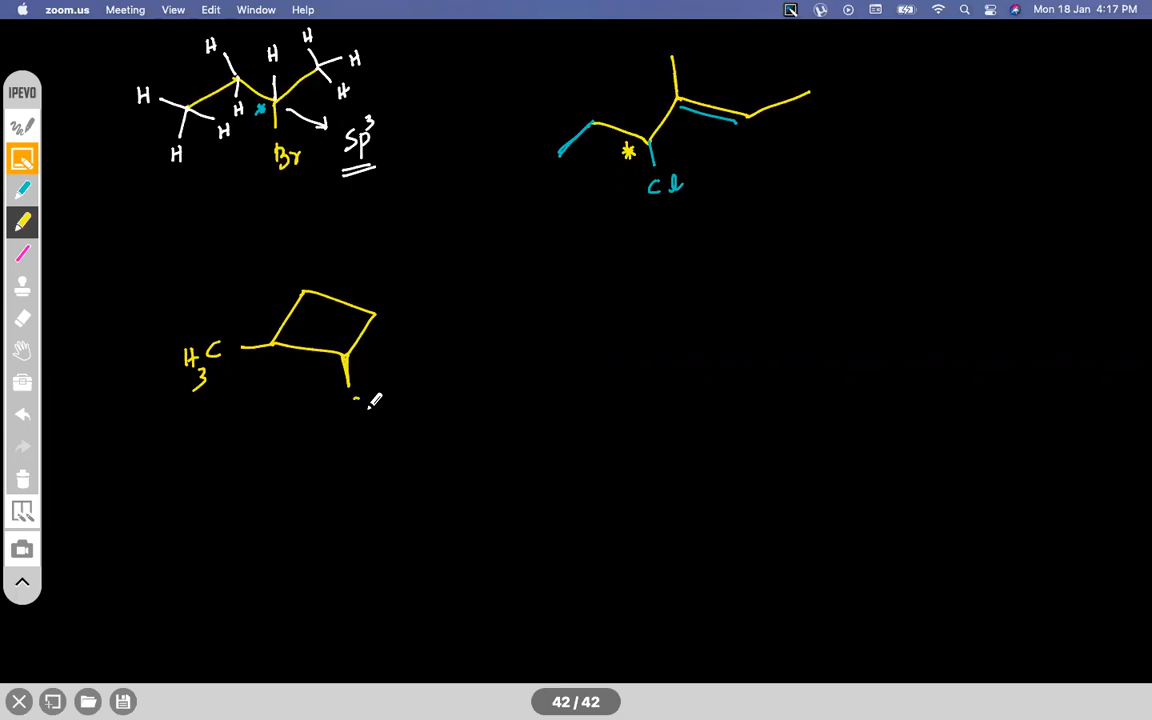 zoom.us Meeting View Edit Window Help Mon 18 Jan 4:17 PM
IPEVO
H H H
H H
H H H
H H
Br sp3
* *
Cl
H3C
42 / 42